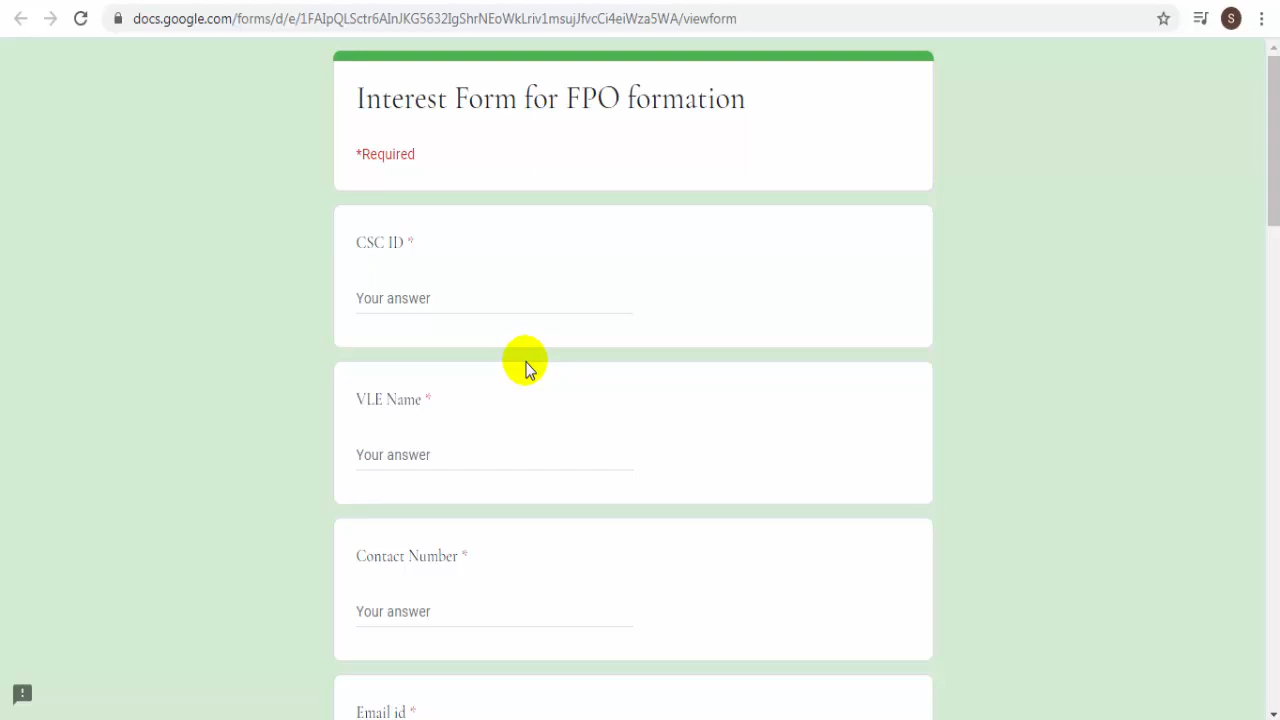 docs.google.com/forms/d/e/1FAIpQLSctr6AInJKG5632IgShrNEoWkLriv1msujJfvcCi4eiWza5WA/viewform
S
Interest Form for FPO formation
*Required
CSC ID *
Your answer
VLE Name *
Your answer
Contact Number *
Your answer
Email id *